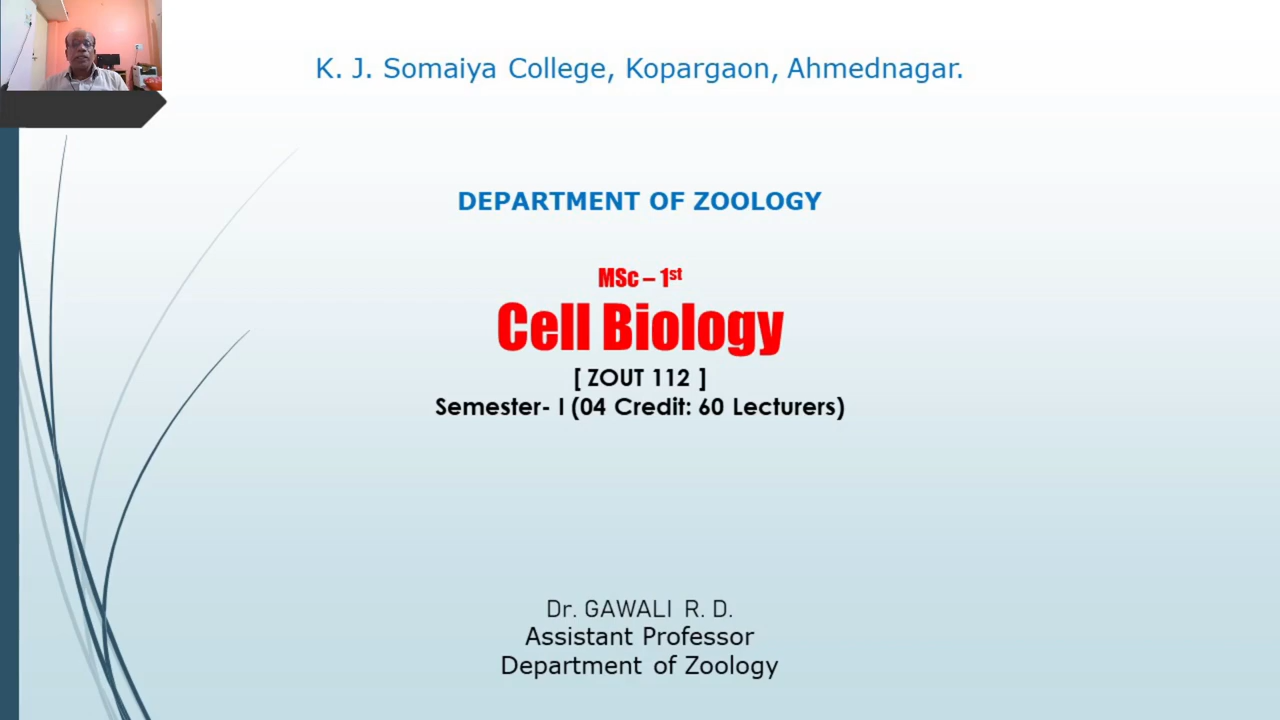 K. J. Somaiya College, Kopargaon, Ahmednagar.
DEPARTMENT OF ZOOLOGY
MSc – 1st
Cell Biology
[ ZOUT 112 ]
Semester- I (04 Credit: 60 Lecturers)
Dr. GAWALI R. D.
Assistant Professor
Department of Zoology